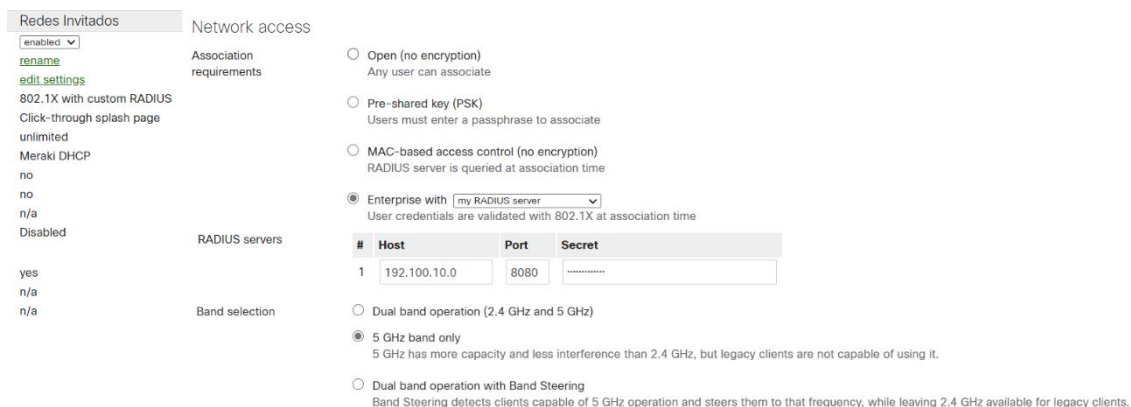 Redes Invitados
enabled
rename
edit settings
802.1X with custom RADIUS
Click-through splash page
unlimited
Meraki DHCP
no
no
n/a
Disabled
yes
n/a
n/a
Network access
Association
requirements
Open (no encryption)
Any user can associate
Pre-shared key (PSK)
Users must enter a passphrase to associate
MAC-based access control (no encryption)
RADIUS server is queried at association time
Enterprise with my RADIUS server
User credentials are validated with 802.1X at association time
RADIUS servers
# Host Port Secret
1 192.100.10.0 8080 ·············
Band selection
Dual band operation (2.4 GHz and 5 GHz)
5 GHz band only
5 GHz has more capacity and less interference than 2.4 GHz, but legacy clients are not capable of using it.
Dual band operation with Band Steering
Band Steering detects clients capable of 5 GHz operation and steers them to that frequency, while leaving 2.4 GHz available for legacy clients.